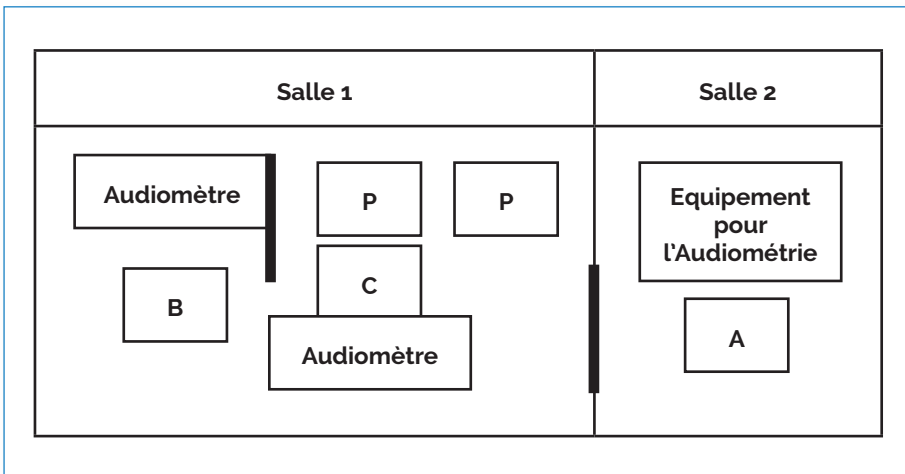 Salle 1
Salle 2
Audiomètre
P
P
Equipement
pour
l'Audiométrie
B
C
Audiomètre
A